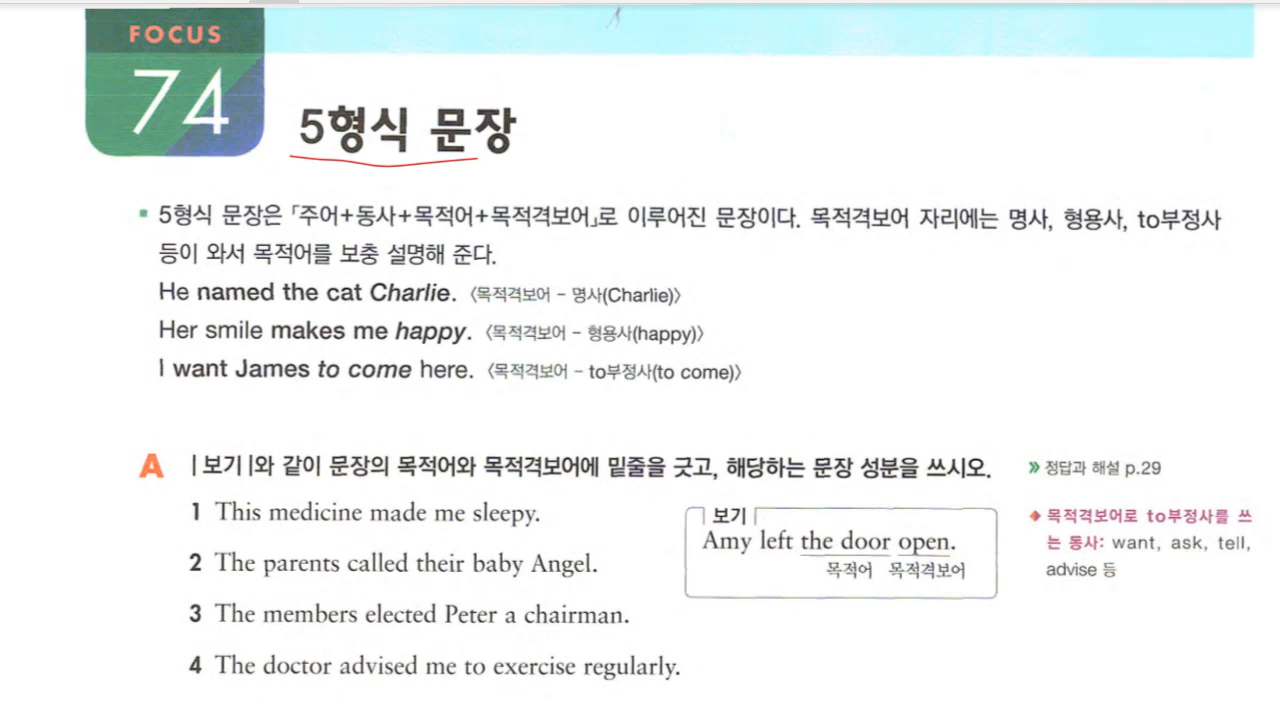 FOCUS
74
5형식 문장
5형식 문장은 「주어+동사+목적어+목적격보어」로 이루어진 문장이다. 목적격보어 자리에는 명사, 형용사, to부정사
등이 와서 목적어를 보충 설명해 준다.
He named the cat Charlie. 〈목적격보어 - 명사(Charlie)〉
Her smile makes me happy. 〈목적격보어 - 형용사(happy)〉
I want James to come here. 〈목적격보어 - to부정사(to come)〉
A |보기|와 같이 문장의 목적어와 목적격보어에 밑줄을 긋고, 해당하는 문장 성분을 쓰시오.
» 정답과 해설 p.29
1 This medicine made me sleepy.
2 The parents called their baby Angel.
3 The members elected Peter a chairman.
4 The doctor advised me to exercise regularly.
|보기|
Amy left the door open.
목적어 목적격보어
목적격보어로 to부정사를 쓰
는 동사: want, ask, tell,
advise 등